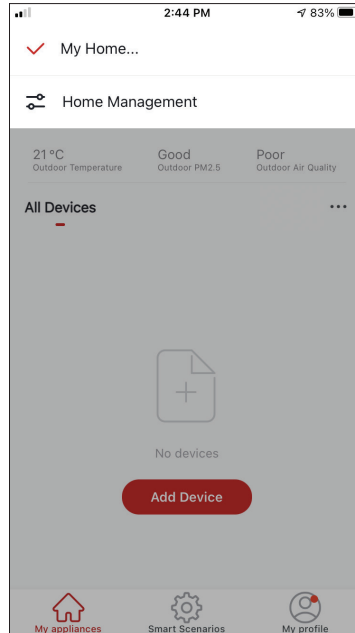 2:44 PM
83%
My Home...
Home Management
21 °C
Good
Poor
Outdoor Temperature
Outdoor PM2.5
Outdoor Air Quality
All Devices
...
No devices
Add Device
My appliances
Smart Scenarios
My profile